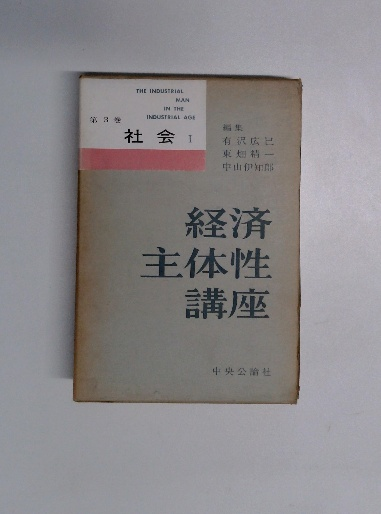 THE INDUSTRIAL
MAN
IN THE
INDUSTRIAL AGE
第3巻
社会 I
編集
有沢広巳
東畑精一
中山伊知郎
経済
主体性
講座
中央公論社